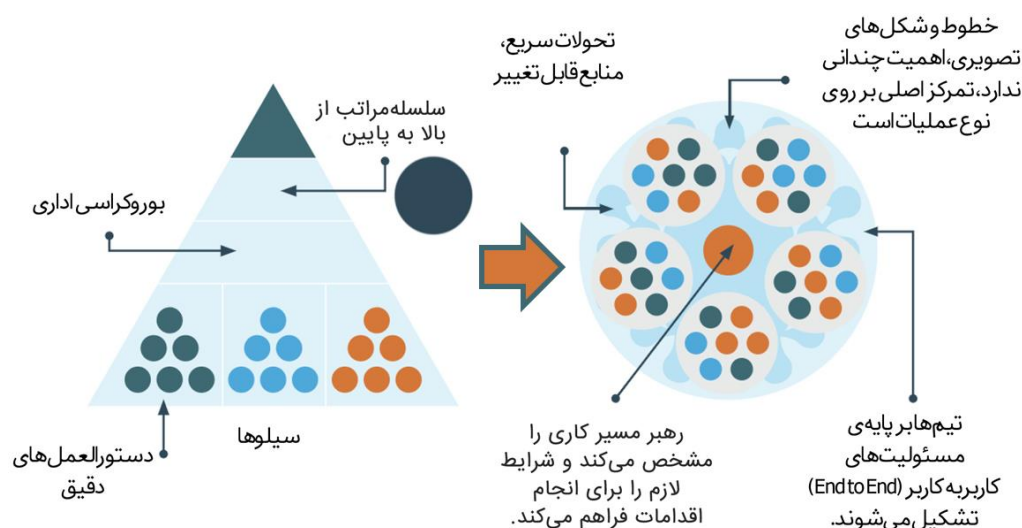 خطوط و شکل‌های
تصویری، اهمیت چندانی
ندارد، تمرکز اصلی بر روی
نوع عملیات است
تحولات سریع،
منابع قابل تغییر
سلسله‌مراتب از
بالا به پایین
بوروکراسی اداری
سیلوها
دستورالعمل‌های
دقیق
رهبر مسیر کاری را
مشخص می‌کند و شرایط
لازم را برای انجام
اقدامات فراهم می‌کند.
تیم‌ها بر پایه‌ی
مسئولیت‌های
کاربر به کاربر (End to End)
تشکیل می‌شوند.